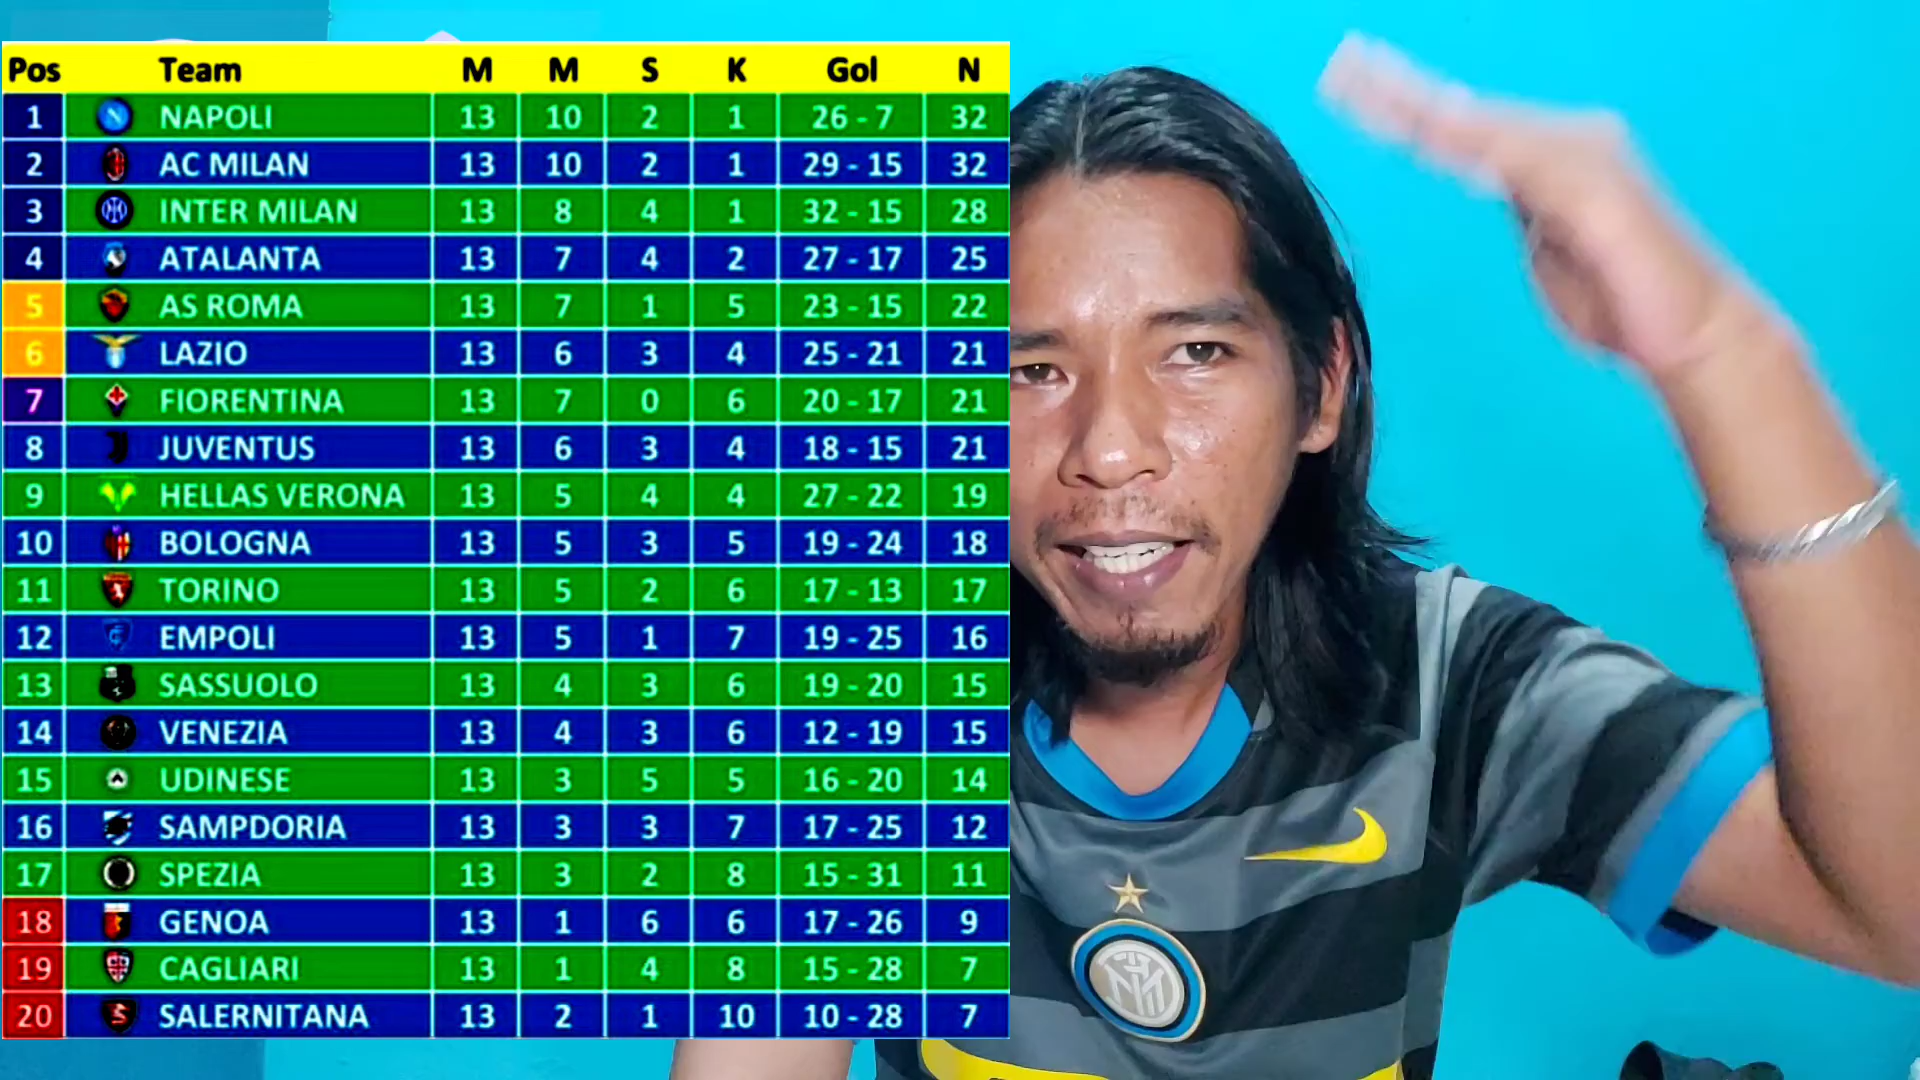 Pos Team M M S K Gol N
1 NAPOLI 13 10 2 1 26 - 7 32
2 AC MILAN 13 10 2 1 29 - 15 32
3 INTER MILAN 13 8 4 1 32 - 15 28
4 ATALANTA 13 7 4 2 27 - 17 25
5 AS ROMA 13 7 1 5 23 - 15 22
6 LAZIO 13 6 3 4 25 - 21 21
7 FIORENTINA 13 7 0 6 20 - 17 21
8 JUVENTUS 13 6 3 4 18 - 15 21
9 HELLAS VERONA 13 5 4 4 27 - 22 19
10 BOLOGNA 13 5 3 5 19 - 24 18
11 TORINO 13 5 2 6 17 - 13 17
12 EMPOLI 13 5 1 7 19 - 25 16
13 SASSUOLO 13 4 3 6 19 - 20 15
14 VENEZIA 13 4 3 6 12 - 19 15
15 UDINESE 13 3 5 5 16 - 20 14
16 SAMPDORIA 13 3 3 7 17 - 25 12
17 SPEZIA 13 3 2 8 15 - 31 11
18 GENOA 13 1 6 6 17 - 26 9
19 CAGLIARI 13 1 4 8 15 - 28 7
20 SALERNITANA 13 2 1 10 10 - 28 7